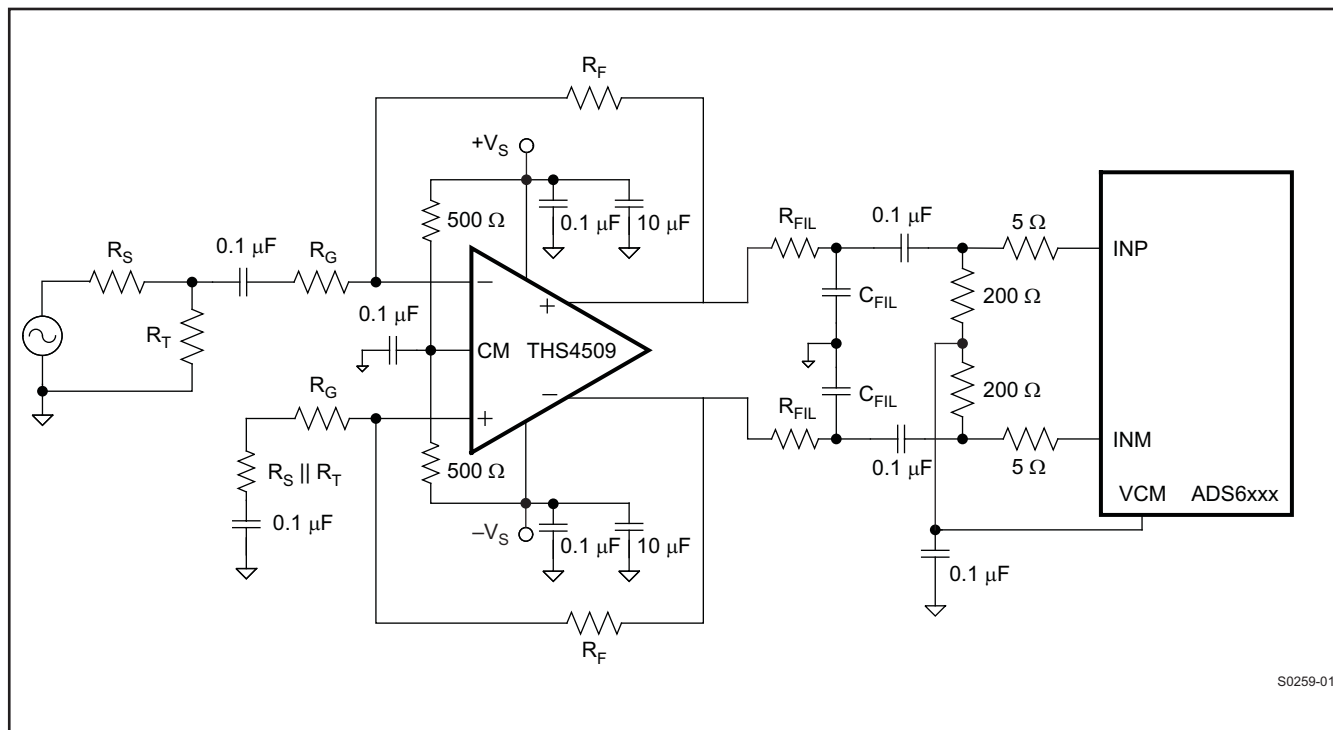 R_F
+V_S
500 Ω
0.1 μF
10 μF
R_FIL
0.1 μF
5 Ω
INP
R_S
0.1 μF
R_G
−
+
C_FIL
200 Ω
R_T
0.1 μF
CM
THS4509
R_G
+
−
C_FIL
200 Ω
R_FIL
INM
R_S || R_T
500 Ω
0.1 μF
5 Ω
0.1 μF
−V_S
0.1 μF
10 μF
VCM
ADS6xxx
0.1 μF
R_F
S0259-01